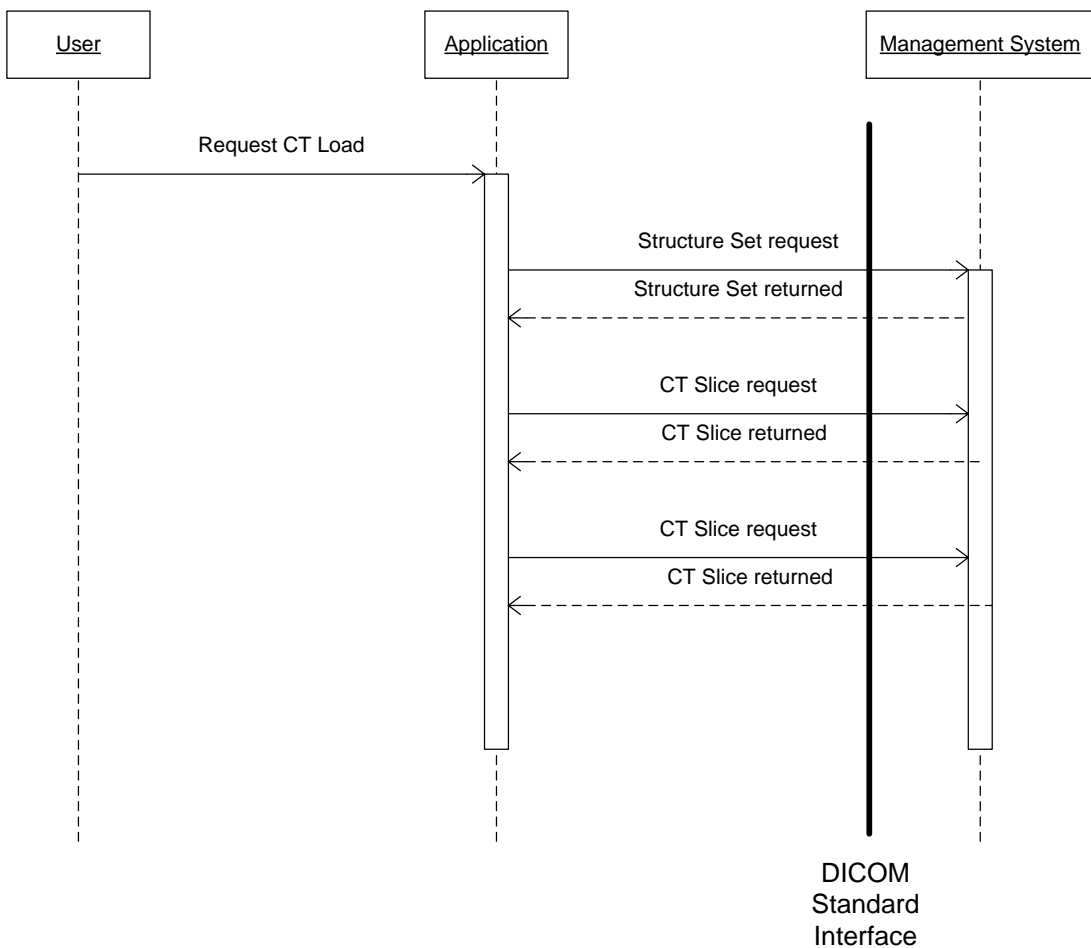 User
Application
Management System
Request CT Load
Structure Set request
Structure Set returned
CT Slice request
CT Slice returned
CT Slice request
CT Slice returned
DICOM
Standard
Interface